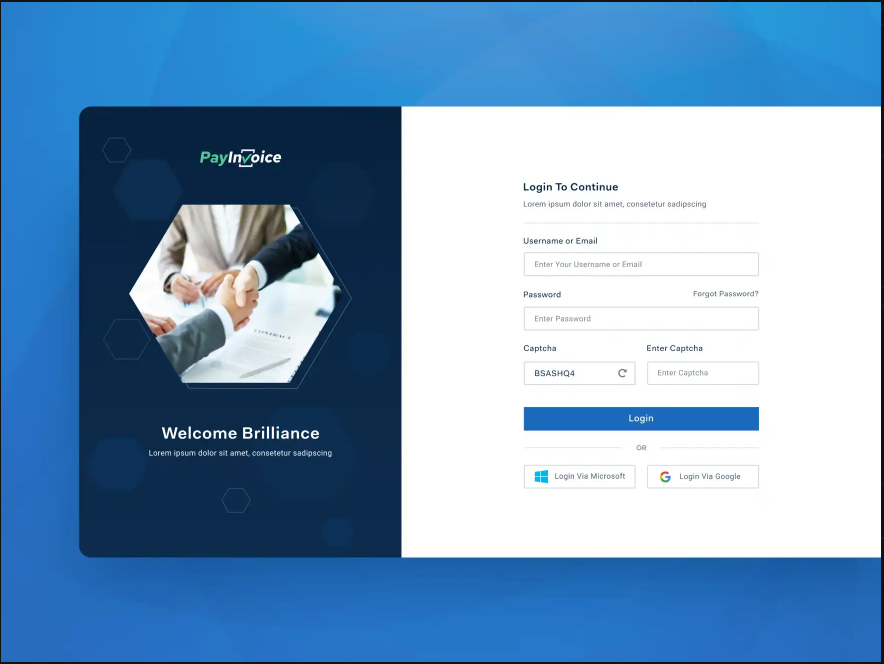 PayInvoice
CONTRACT
Welcome Brilliance
Lorem ipsum dolor sit amet, consetetur sadipscing
Login To Continue
Lorem ipsum dolor sit amet, consetetur sadipscing
Username or Email
Enter Your Username or Email
Password Forgot Password?
Enter Password
Captcha Enter Captcha
BSASHQ4 Enter Captcha
Login
OR
Login Via Microsoft Login Via Google